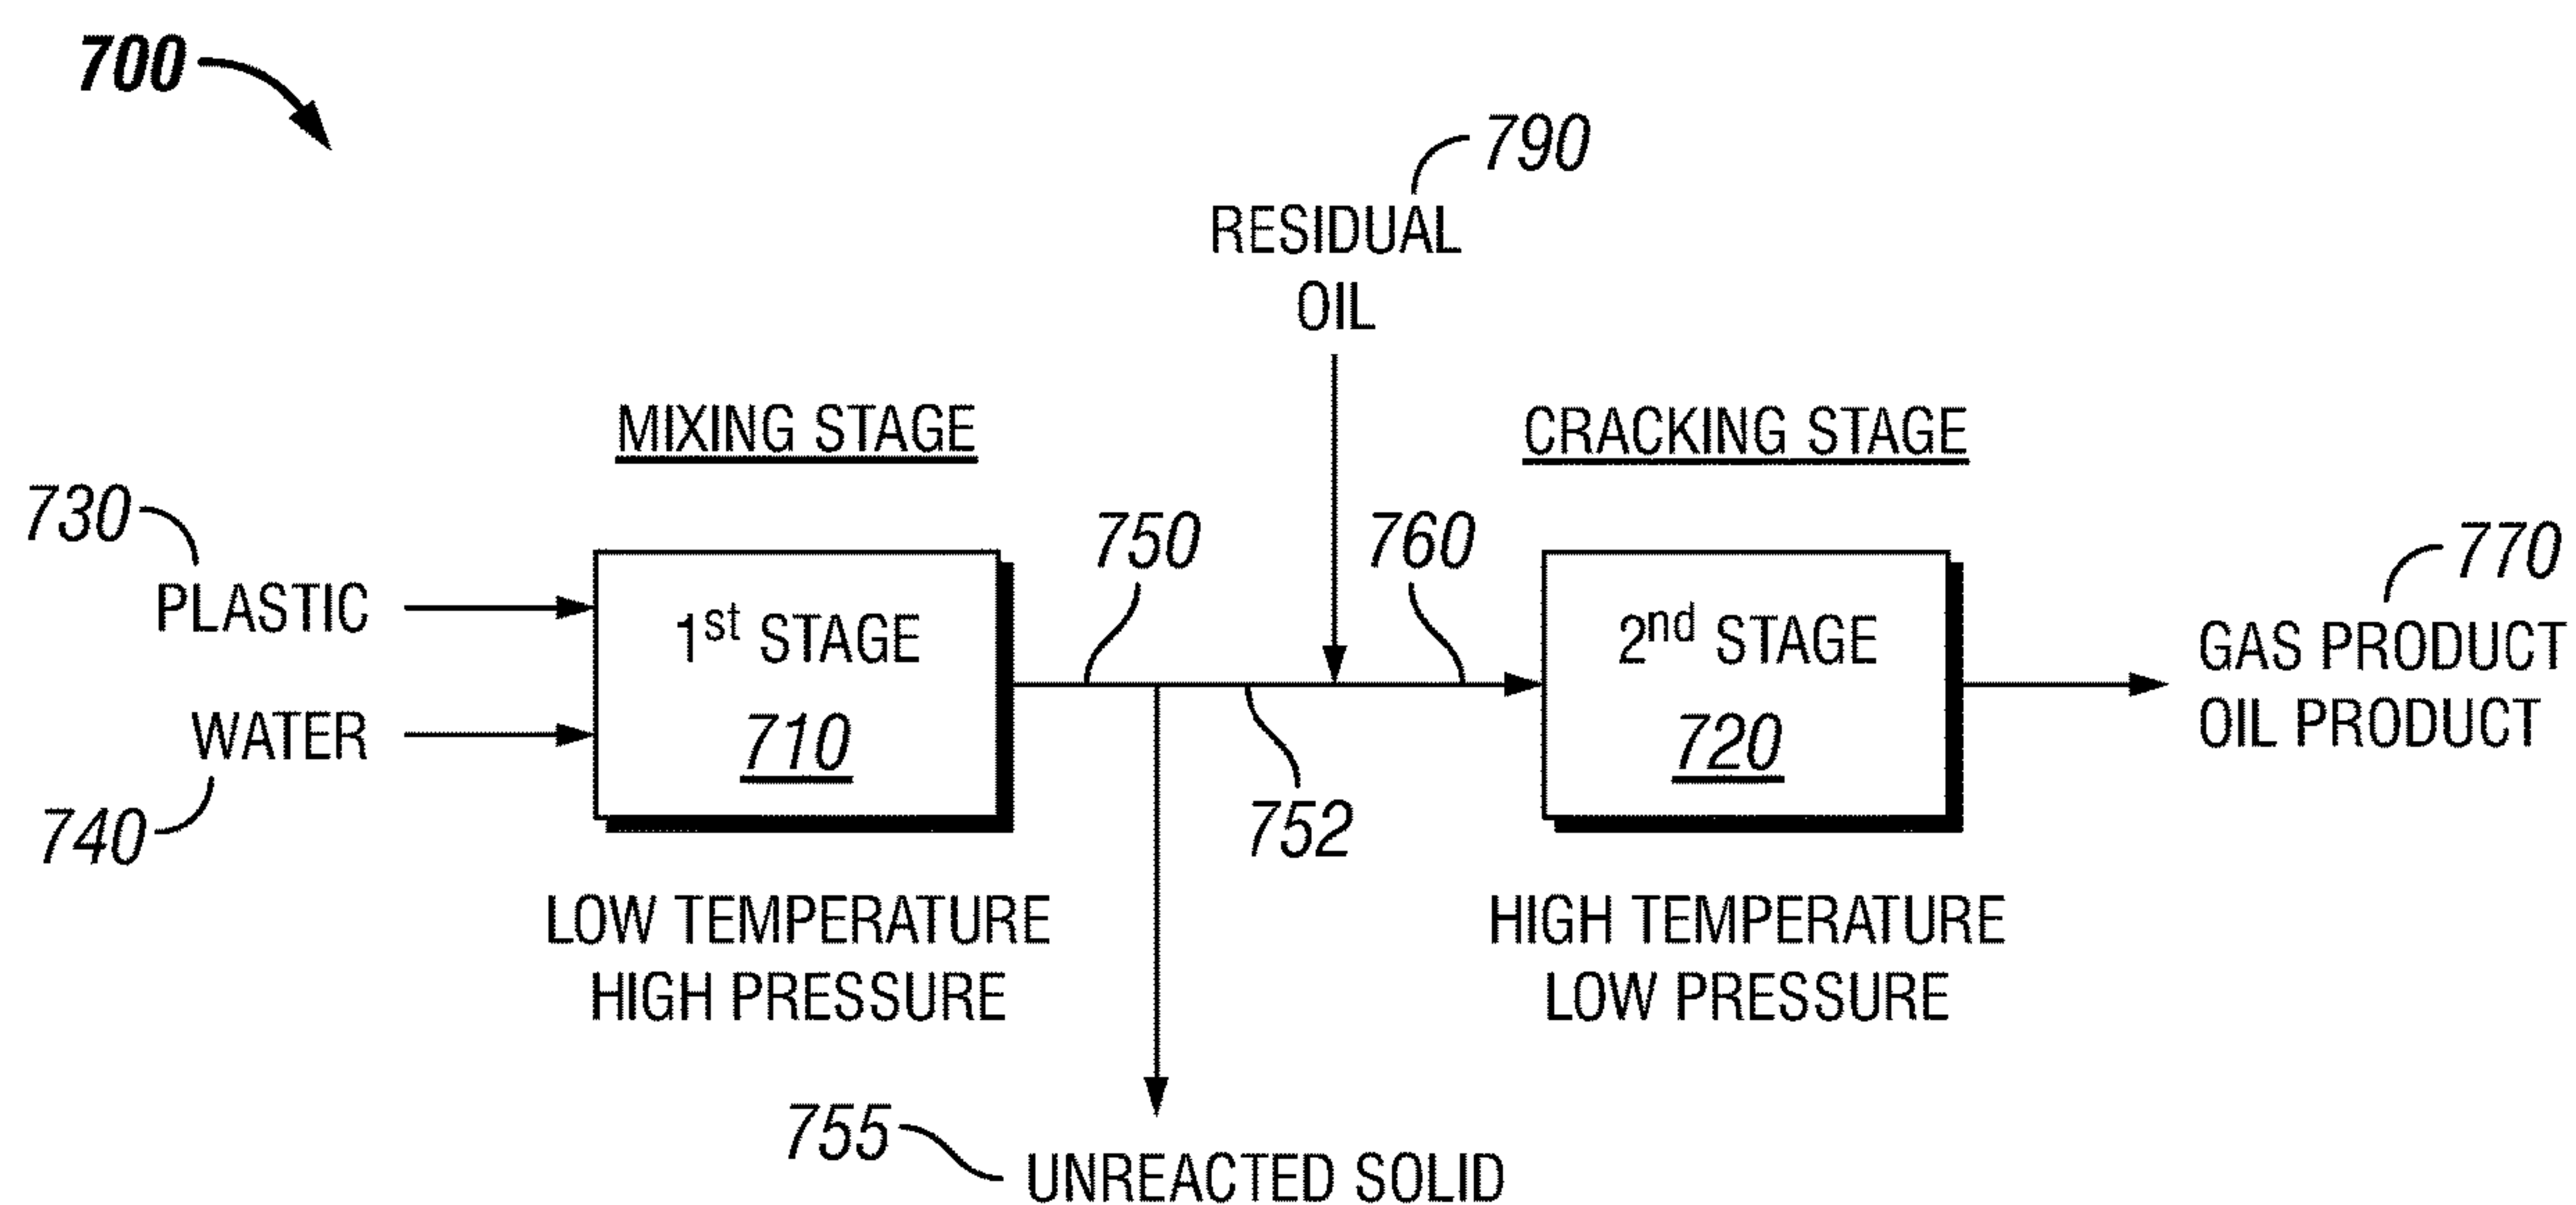 700
790
RESIDUAL
OIL
MIXING STAGE
CRACKING STAGE
730
750
760
770
PLASTIC
1st STAGE
2nd STAGE
GAS PRODUCT
WATER
710
720
OIL PRODUCT
740
752
LOW TEMPERATURE
HIGH PRESSURE
HIGH TEMPERATURE
LOW PRESSURE
755
UNREACTED SOLID